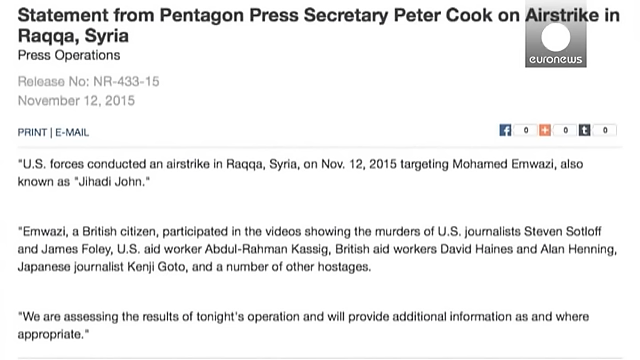 Statement from Pentagon Press Secretary Peter Cook on Airstrike in
Raqqa, Syria
euronews
Press Operations
Release No: NR-433-15
November 12, 2015
PRINT | E-MAIL
f 0 + 0 t 0
"U.S. forces conducted an airstrike in Raqqa, Syria, on Nov. 12, 2015 targeting Mohamed Emwazi, also
known as "Jihadi John."
"Emwazi, a British citizen, participated in the videos showing the murders of U.S. journalists Steven Sotloff
and James Foley, U.S. aid worker Abdul-Rahman Kassig, British aid workers David Haines and Alan Henning,
Japanese journalist Kenji Goto, and a number of other hostages.
"We are assessing the results of tonight's operation and will provide additional information as and where
appropriate."